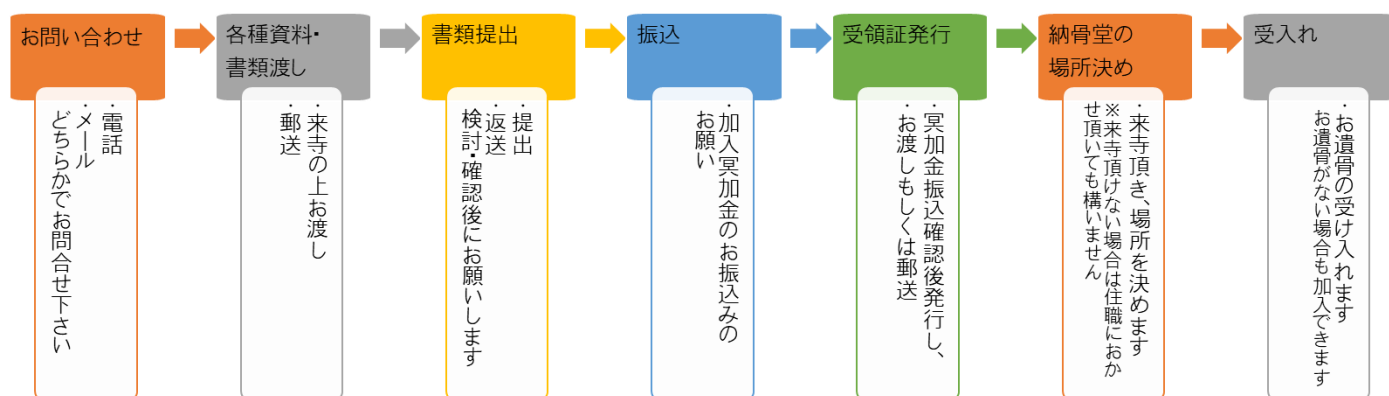 お問い合わせ
・電話
・メール
どちらかでお問合せ下さい
各種資料・
書類渡し
・来寺の上お渡し
・郵送
書類提出
・提出
・返送
検討・確認後にお願いします
振込
・加入冥加金のお振込みの
お願い
受領証発行
・冥加金振込確認後発行し、
・お渡しもしくは郵送
納骨堂の
場所決め
・来寺頂き、場所を決めます
※来寺頂けない場合は住職におか
せ頂いても構いません
受入れ
・お遺骨の受け入れます
お遺骨がない場合も加入できます